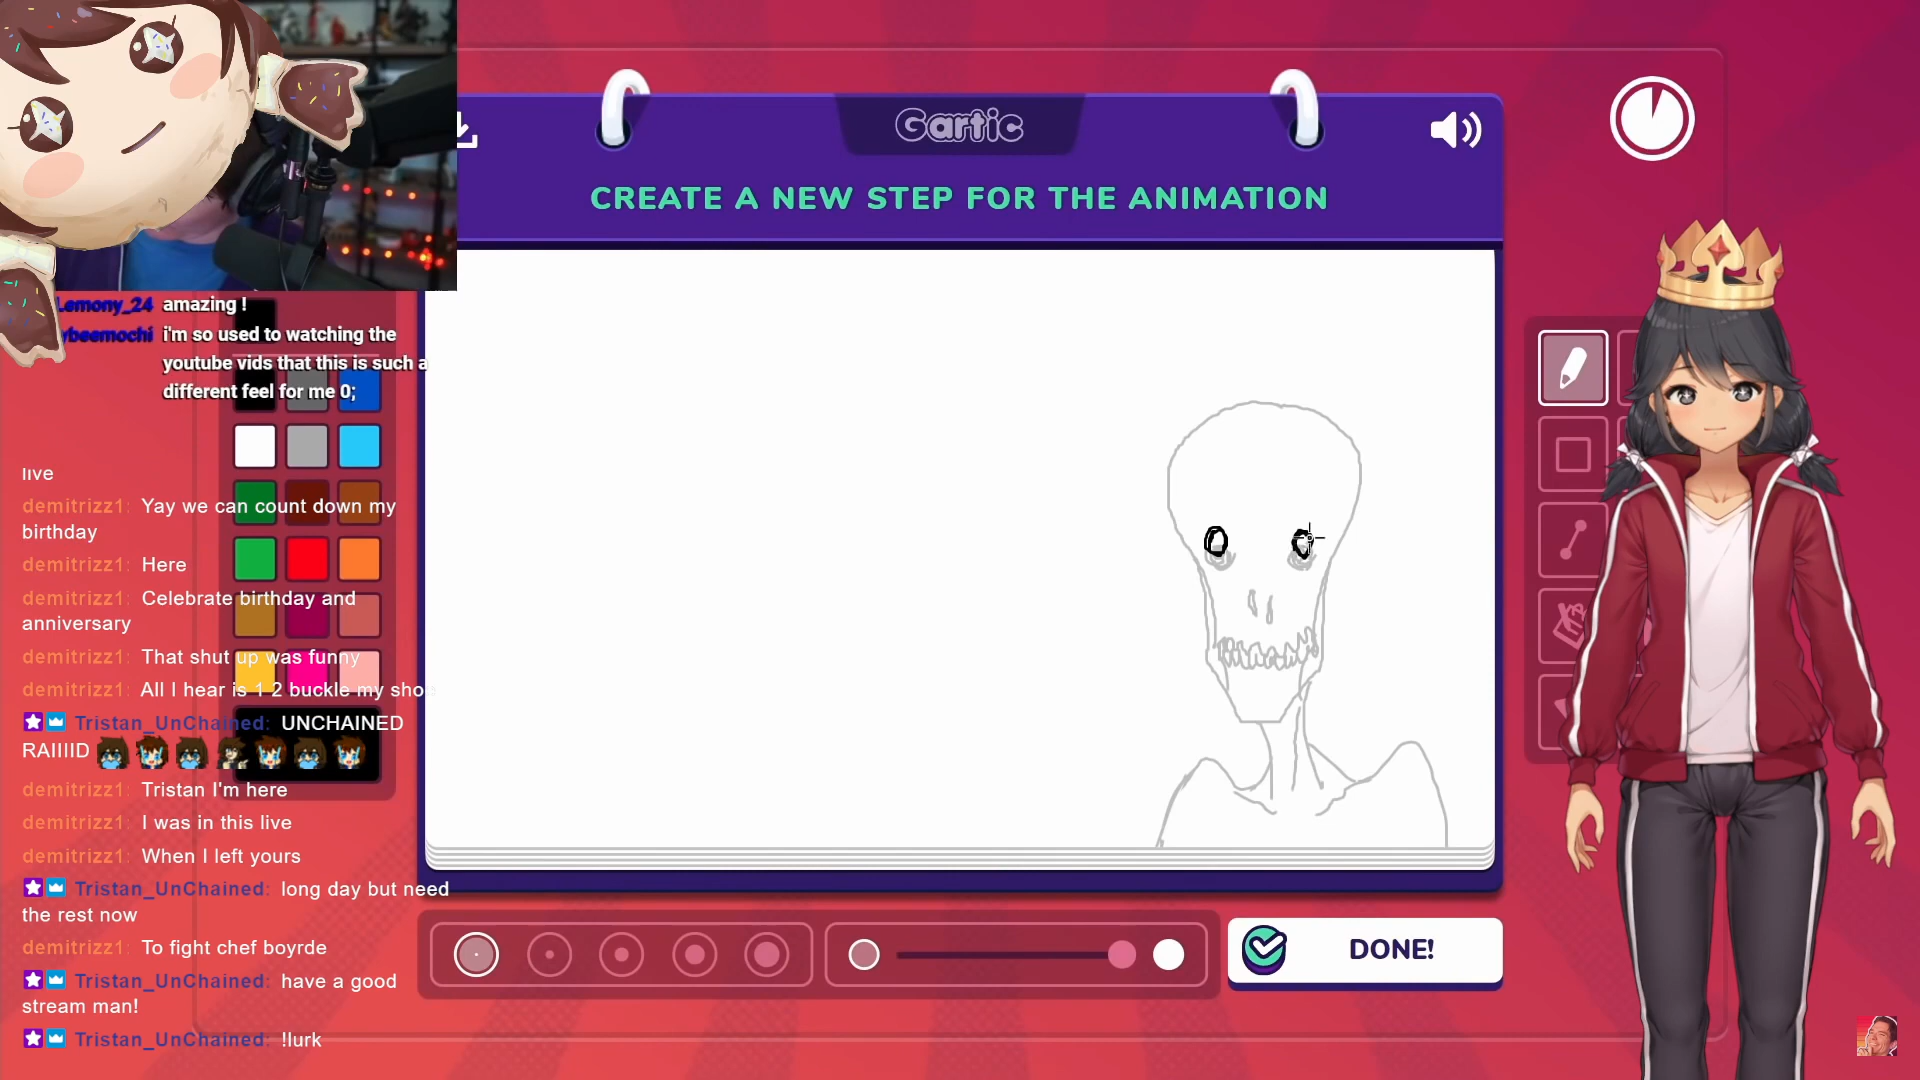 Gartic
CREATE A NEW STEP FOR THE ANIMATION
Lemony_24 amazing !
beemochi i'm so used to watching the
youtube vids that this is such a
different feel for me 0;
live
demitrizz1: Yay we can count down my
birthday
demitrizz1: Here
demitrizz1: Celebrate birthday and
anniversary
demitrizz1: That shut up was funny
demitrizz1: All I hear is 1 2 buckle my shoe
Tristan_UnChained: UNCHAINED
RAIIIID
demitrizz1: Tristan I'm here
demitrizz1: I was in this live
demitrizz1: When I left yours
Tristan_UnChained: long day but need
the rest now
demitrizz1: To fight chef boyrde
Tristan_UnChained: have a good
stream man!
Tristan_UnChained: !lurk
DONE!